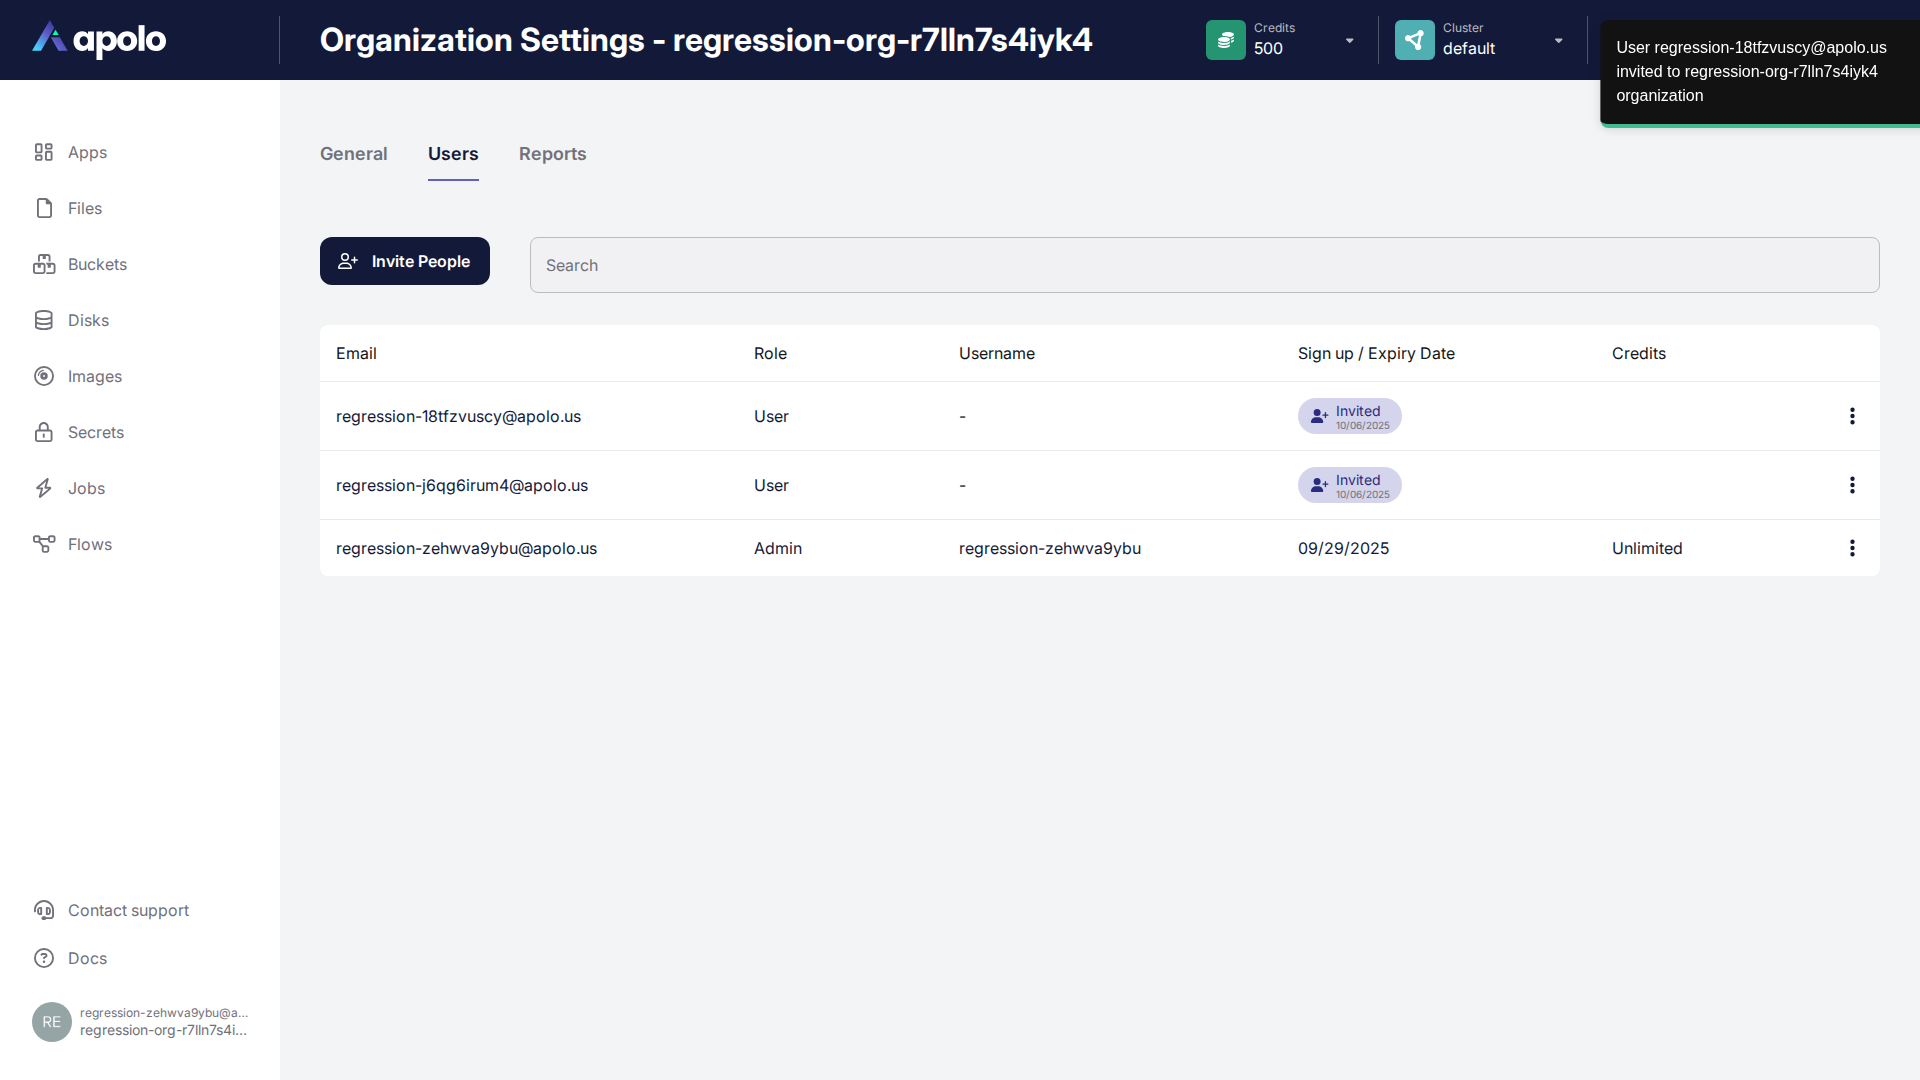 apolo
Organization Settings - regression-org-r7lln7s4iyk4
Credits
500
Cluster
default
User regression-18tfzvuscy@apolo.us
invited to regression-org-r7lln7s4iyk4
organization
Apps
Files
Buckets
Disks
Images
Secrets
Jobs
Flows
General Users Reports
Invite People
Search
Email Role Username Sign up / Expiry Date Credits
regression-18tfzvuscy@apolo.us User - Invited
10/06/2025
regression-j6qg6irum4@apolo.us User - Invited
10/06/2025
regression-zehwva9ybu@apolo.us Admin regression-zehwva9ybu 09/29/2025 Unlimited
Contact support
Docs
RE
regression-zehwva9ybu@a...
regression-org-r7lln7s4i...